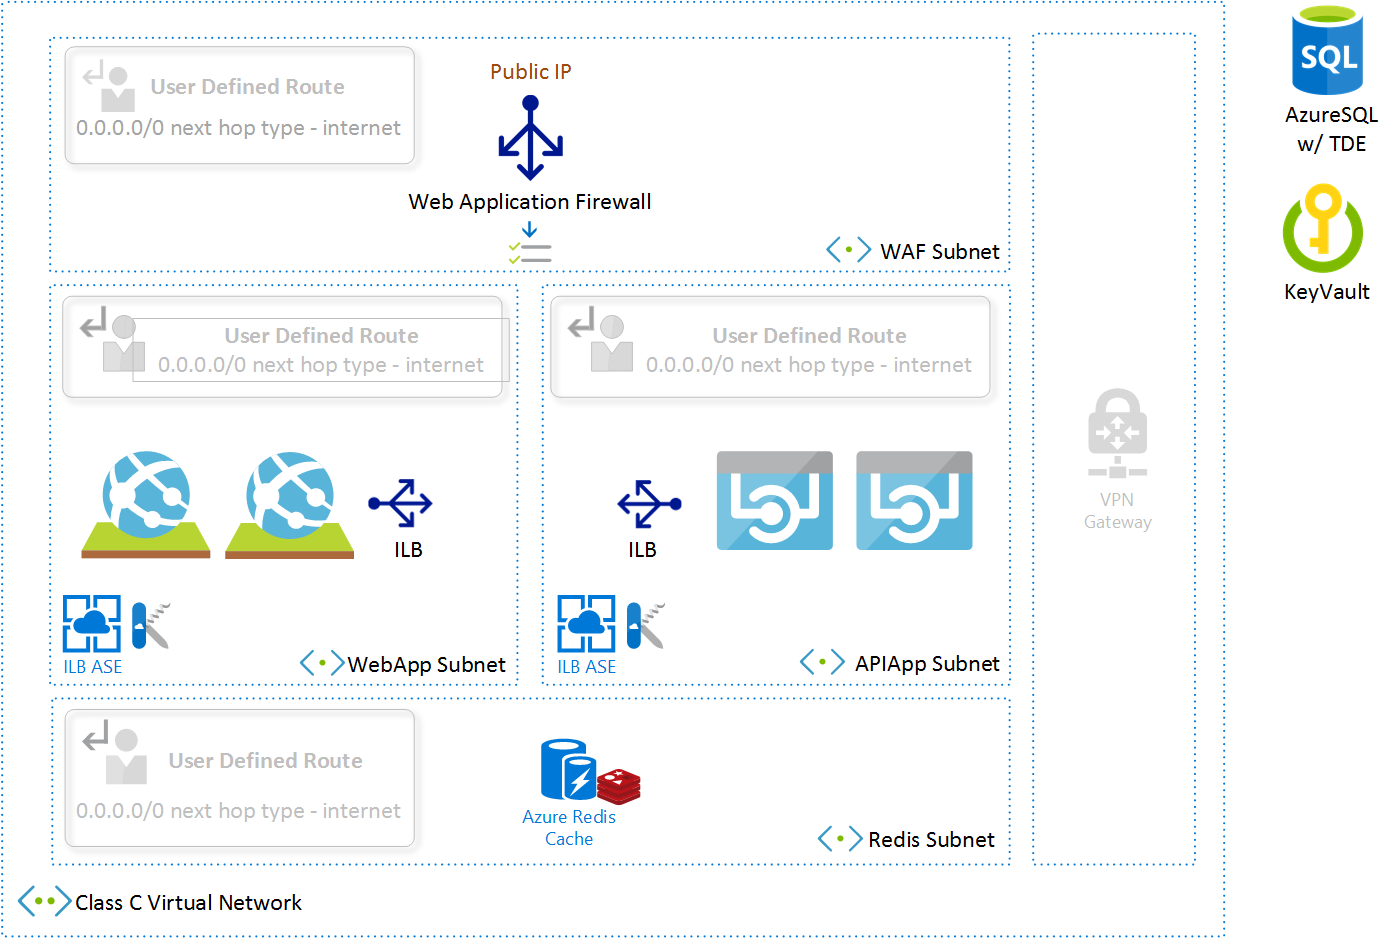 User Defined Route
0.0.0.0/0 next hop type - internet
Public IP
Web Application Firewall
WAF Subnet
User Defined Route
0.0.0.0/0 next hop type - internet
ILB
ILB ASE
WebApp Subnet
User Defined Route
0.0.0.0/0 next hop type - internet
ILB
ILB ASE
APIApp Subnet
User Defined Route
0.0.0.0/0 next hop type - internet
Azure Redis
Cache
Redis Subnet
Class C Virtual Network
VPN
Gateway
SQL
AzureSQL
w/ TDE
KeyVault